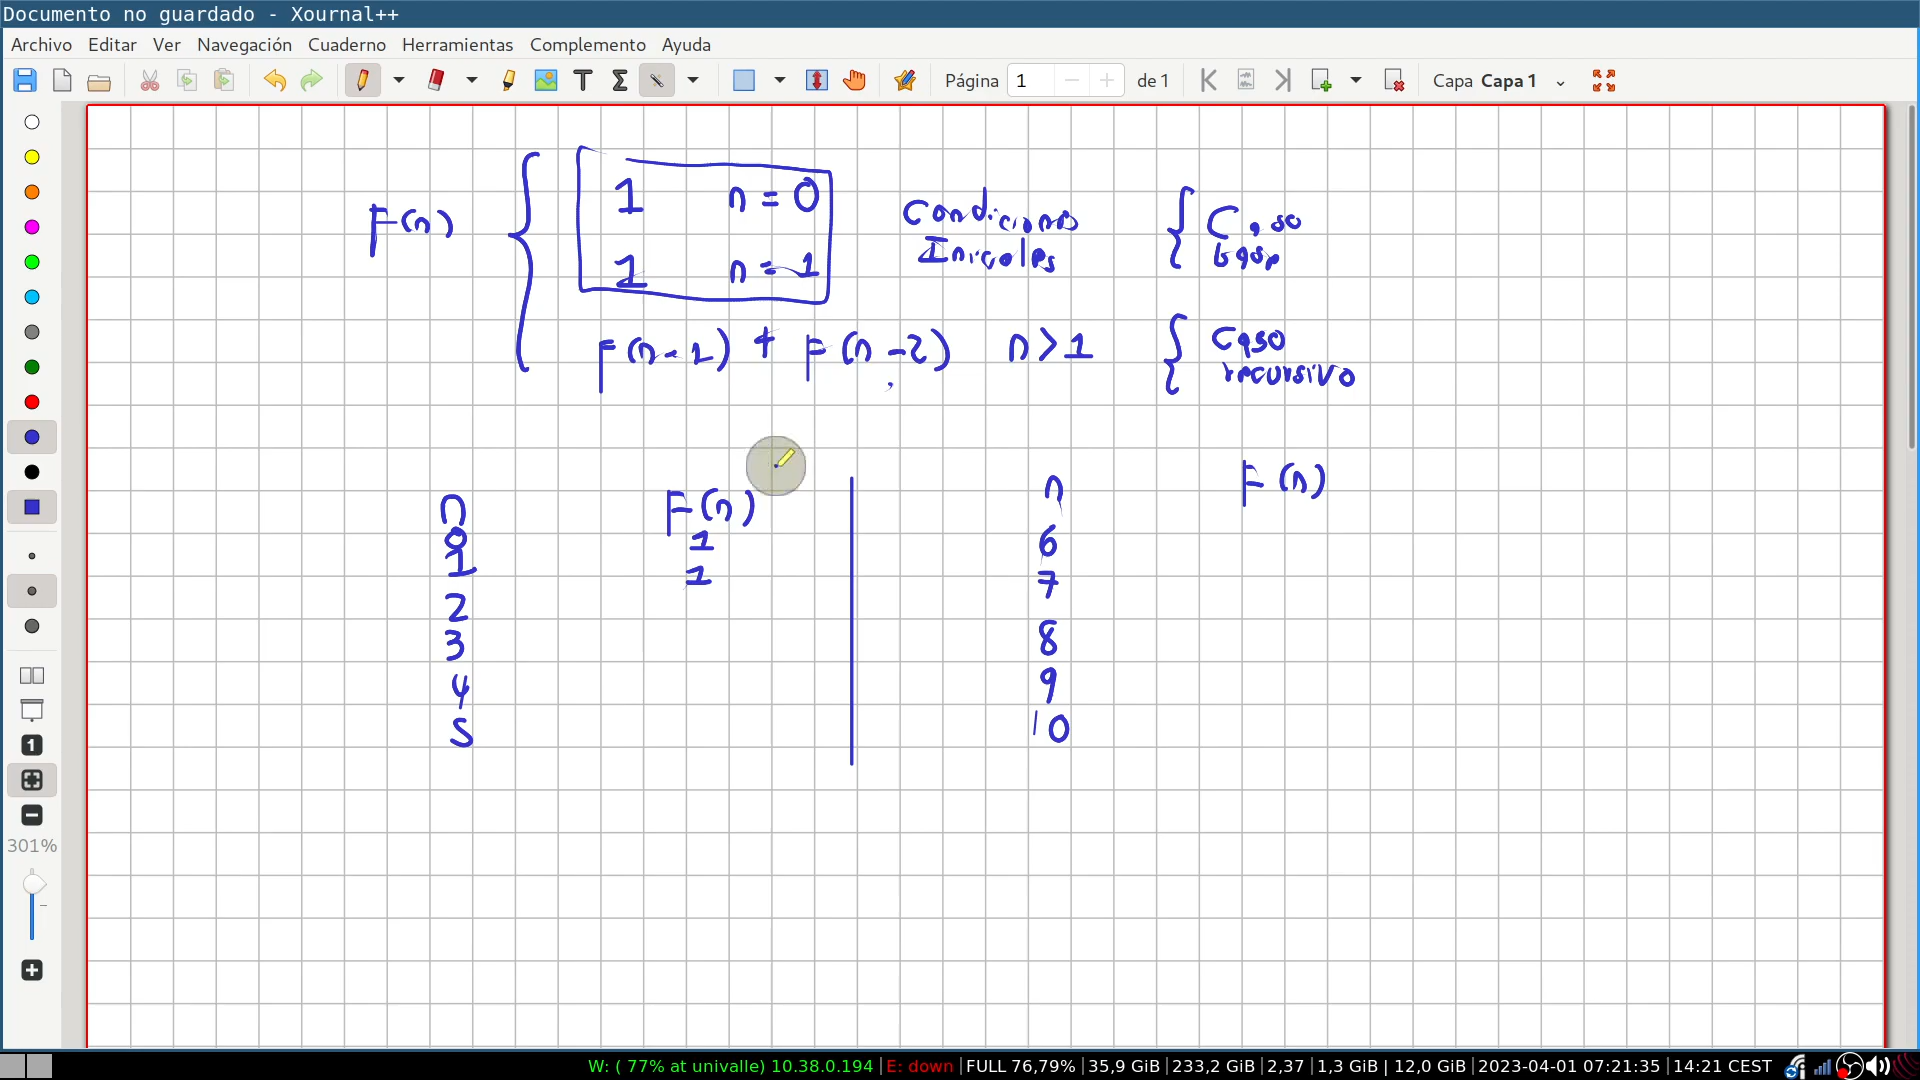 Documento no guardado - Xournal++
Archivo Editar Ver Navegación Cuaderno Herramientas Complemento Ayuda
Página 1 de 1 Capa Capa 1
F(n)
1 n = 0
1 n = 1
Condiciones
Iniciales
Caso
base
F(n-1) + F(n-2) n > 1
Caso
recursivo
n F(n)
0 1
1 1
2
3
4
5
n F(n)
6
7
8
9
10
1
301%
W: ( 77% at univalle) 10.38.0.194 |E: down |FULL 76,79% |35,9 GiB |233,2 GiB |2,37 |1,3 GiB | 12,0 GiB |2023-04-01 07:21:35 |14:21 CEST